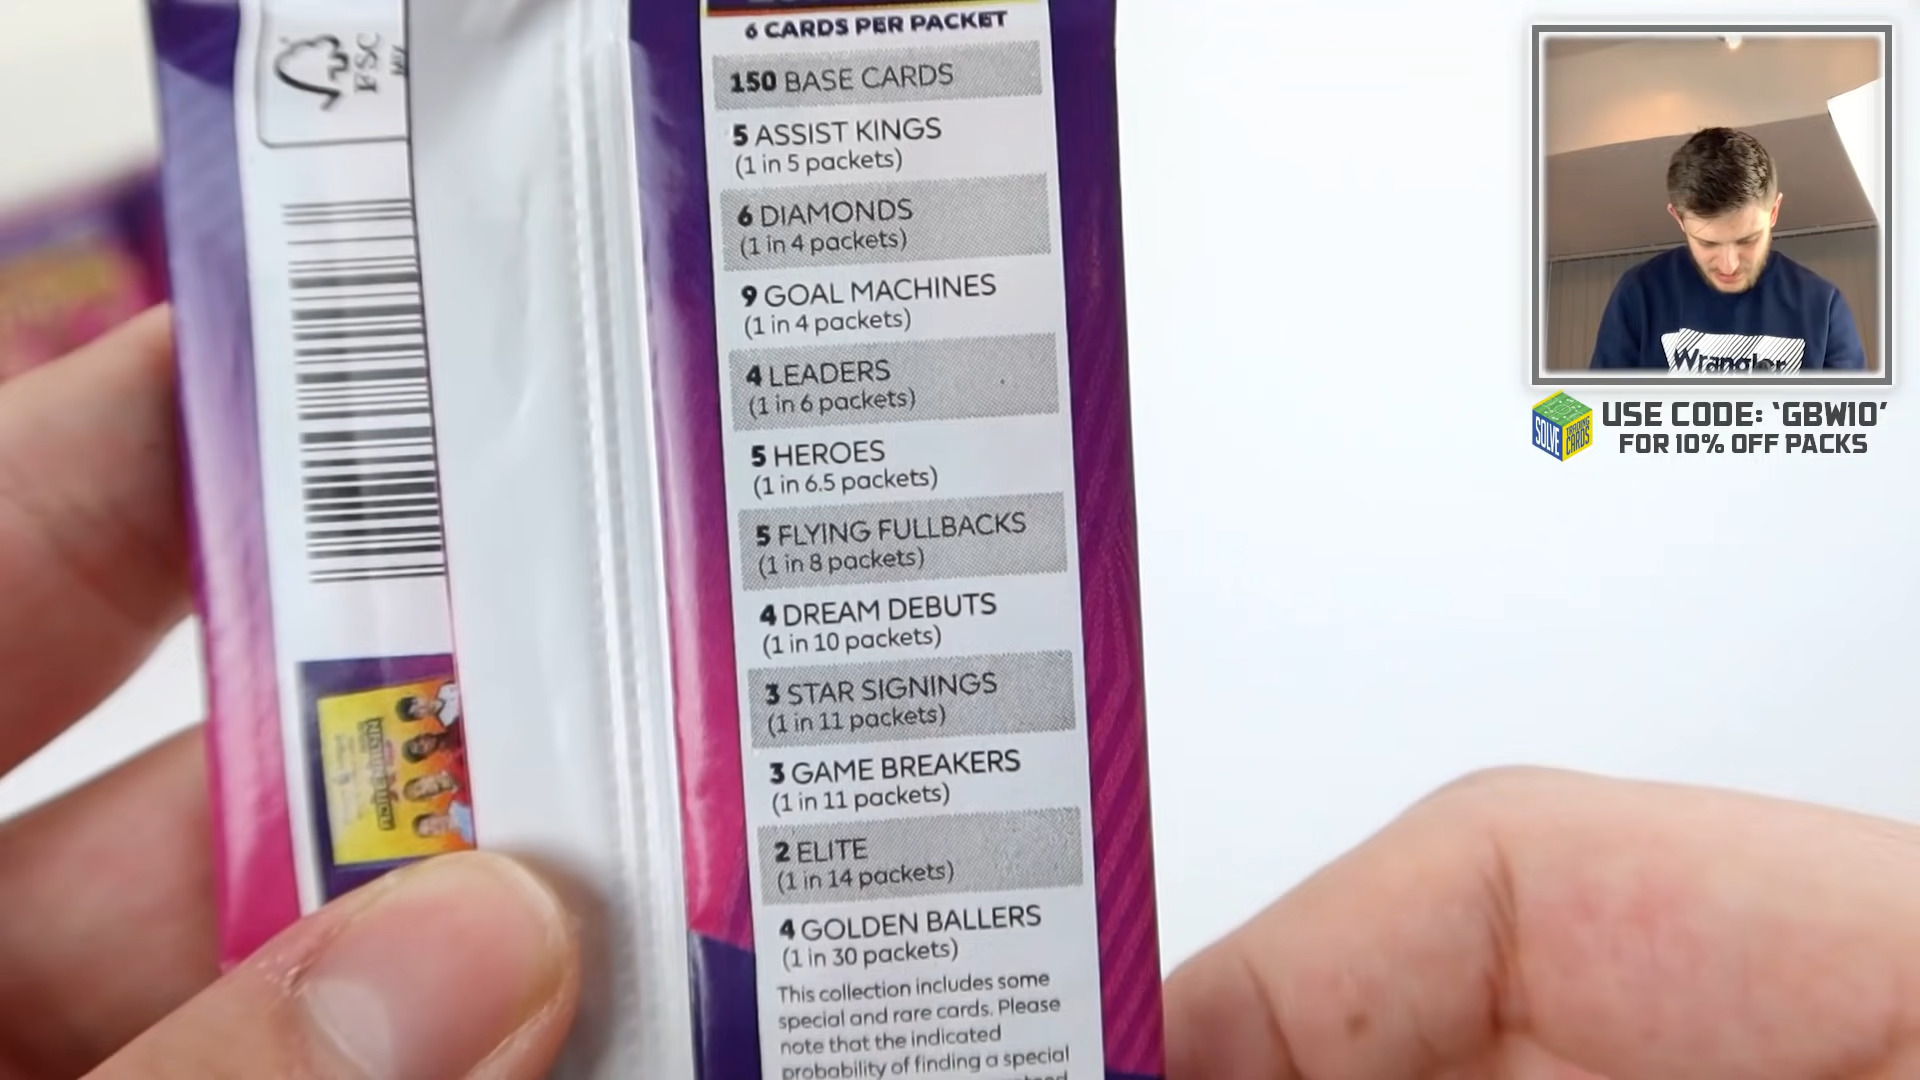 6 CARDS PER PACKET
150 BASE CARDS
5 ASSIST KINGS
(1 in 5 packets)
6 DIAMONDS
(1 in 4 packets)
9 GOAL MACHINES
(1 in 4 packets)
4 LEADERS
(1 in 6 packets)
5 HEROES
(1 in 6.5 packets)
5 FLYING FULLBACKS
(1 in 8 packets)
4 DREAM DEBUTS
(1 in 10 packets)
3 STAR SIGNINGS
(1 in 11 packets)
3 GAME BREAKERS
(1 in 11 packets)
2 ELITE
(1 in 14 packets)
4 GOLDEN BALLERS
(1 in 30 packets)
This collection includes some
special and rare cards. Please
note that the indicated
probability of finding a special
FSC
Wrangler
SOLVE
TRADING
CARDS
USE CODE: ‘GBW10’
FOR 10% OFF PACKS